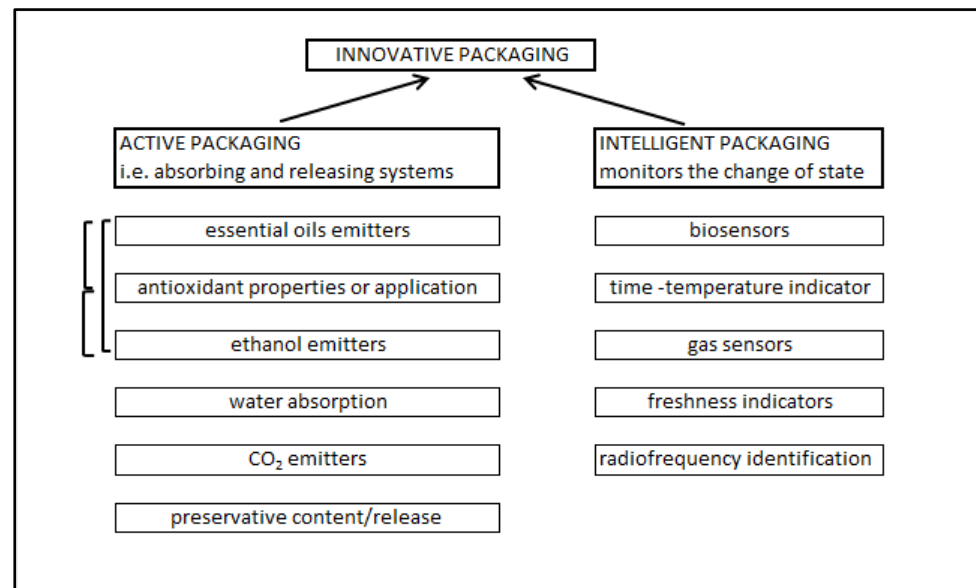 INNOVATIVE PACKAGING
ACTIVE PACKAGING
i.e. absorbing and releasing systems
essential oils emitters
antioxidant properties or application
ethanol emitters
water absorption
CO₂ emitters
preservative content/release
INTELLIGENT PACKAGING
monitors the change of state
biosensors
time -temperature indicator
gas sensors
freshness indicators
radiofrequency identification